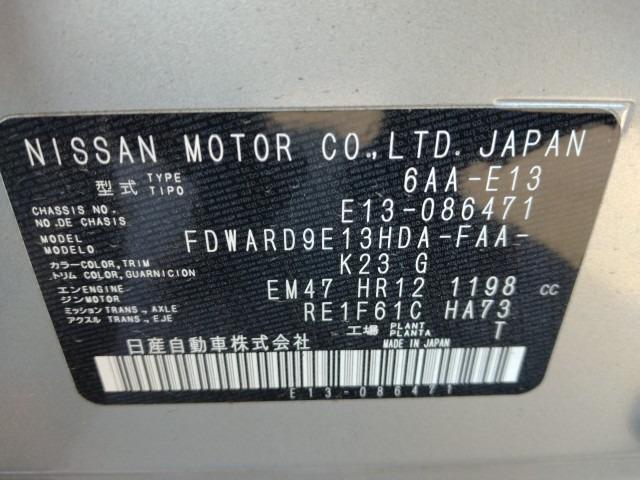 NISSAN MOTOR CO.,LTD. JAPAN
型式 TYPE TIPO 6AA-E13
CHASSIS NO. NO.DE CHASIS E13-086471
MODEL MODELO FDWARD9E13HDA-FAA-
カラー トリム COLOR,TRIM COLOR,GUARNICION K23 G
エンジン ENGINE MOTOR EM47 HR12 1198 CC
ミッション アクスル TRANS., AXLE TRANS., EJE RE1F61C HA73
工場 PLANT PLANTA T
日産自動車株式会社 MADE IN JAPAN
E13-086471